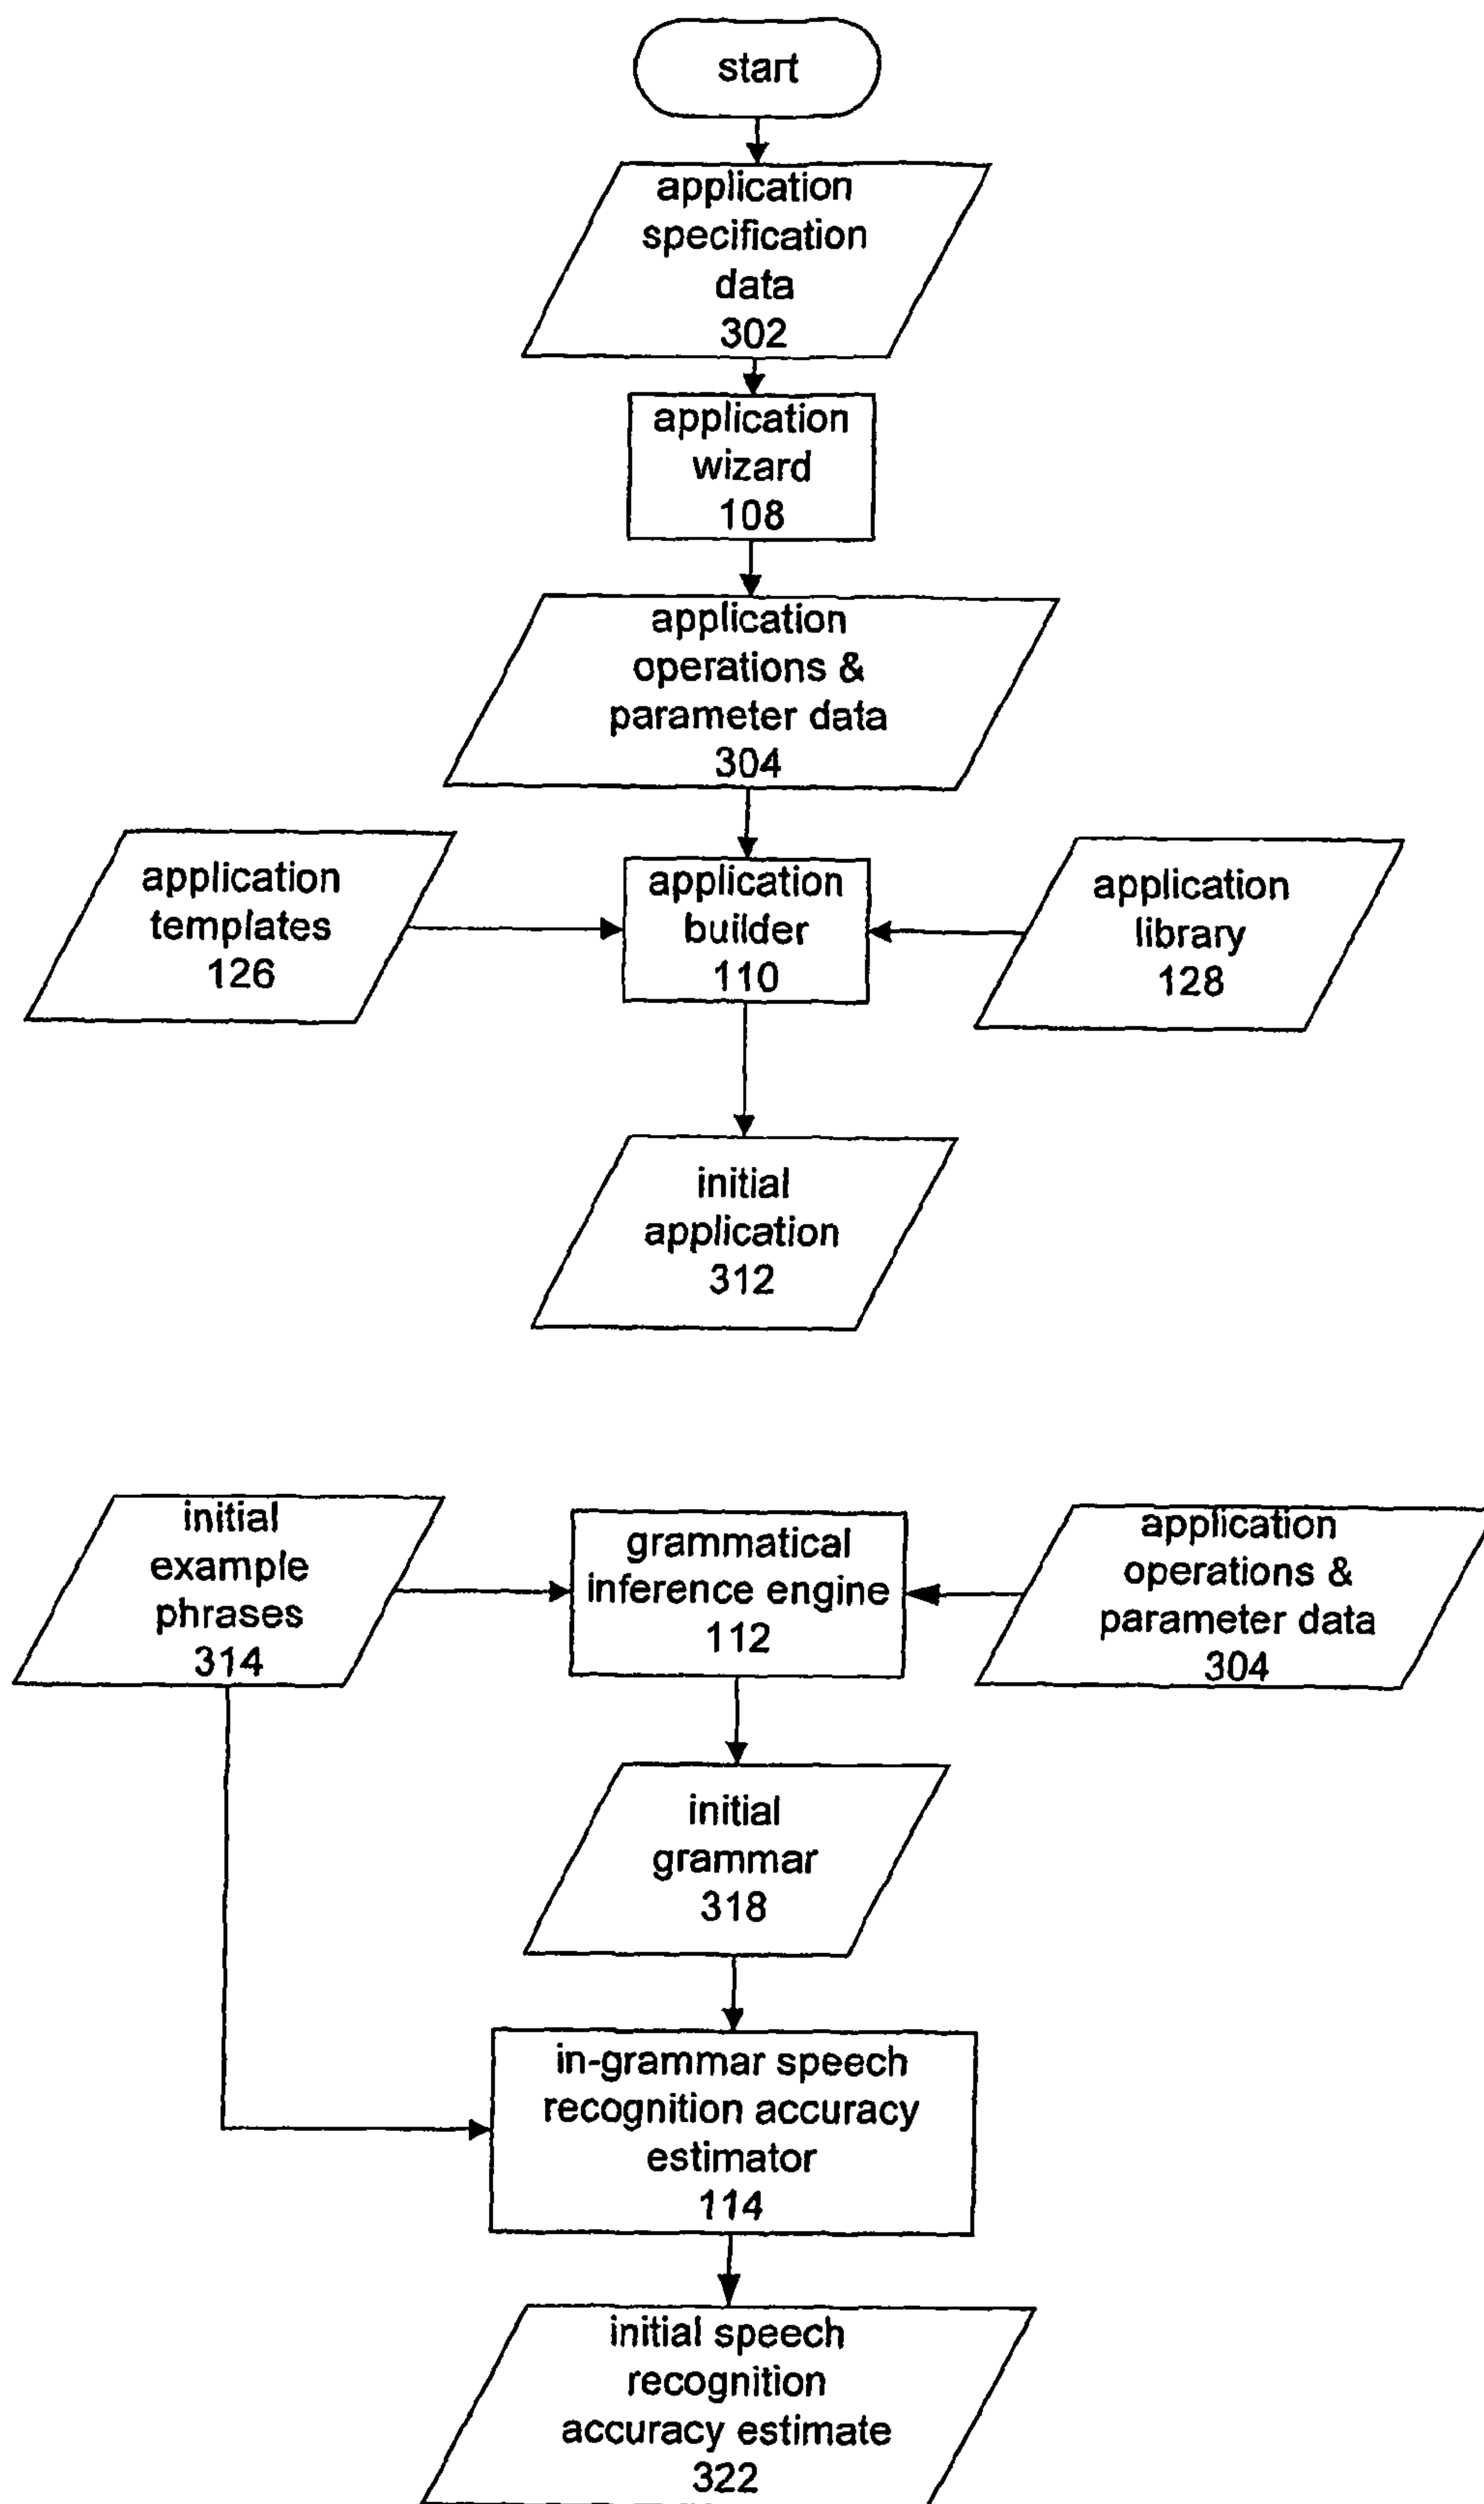 start
application
specification
data
302
application
wizard
108
application
operations &
parameter data
304
application
templates
126
application
builder
110
application
library
128
initial
application
312
initial
example
phrases
314
grammatical
inference engine
112
application
operations &
parameter data
304
initial
grammar
318
in-grammar speech
recognition accuracy
estimator
114
initial speech
recognition
accuracy estimate
322